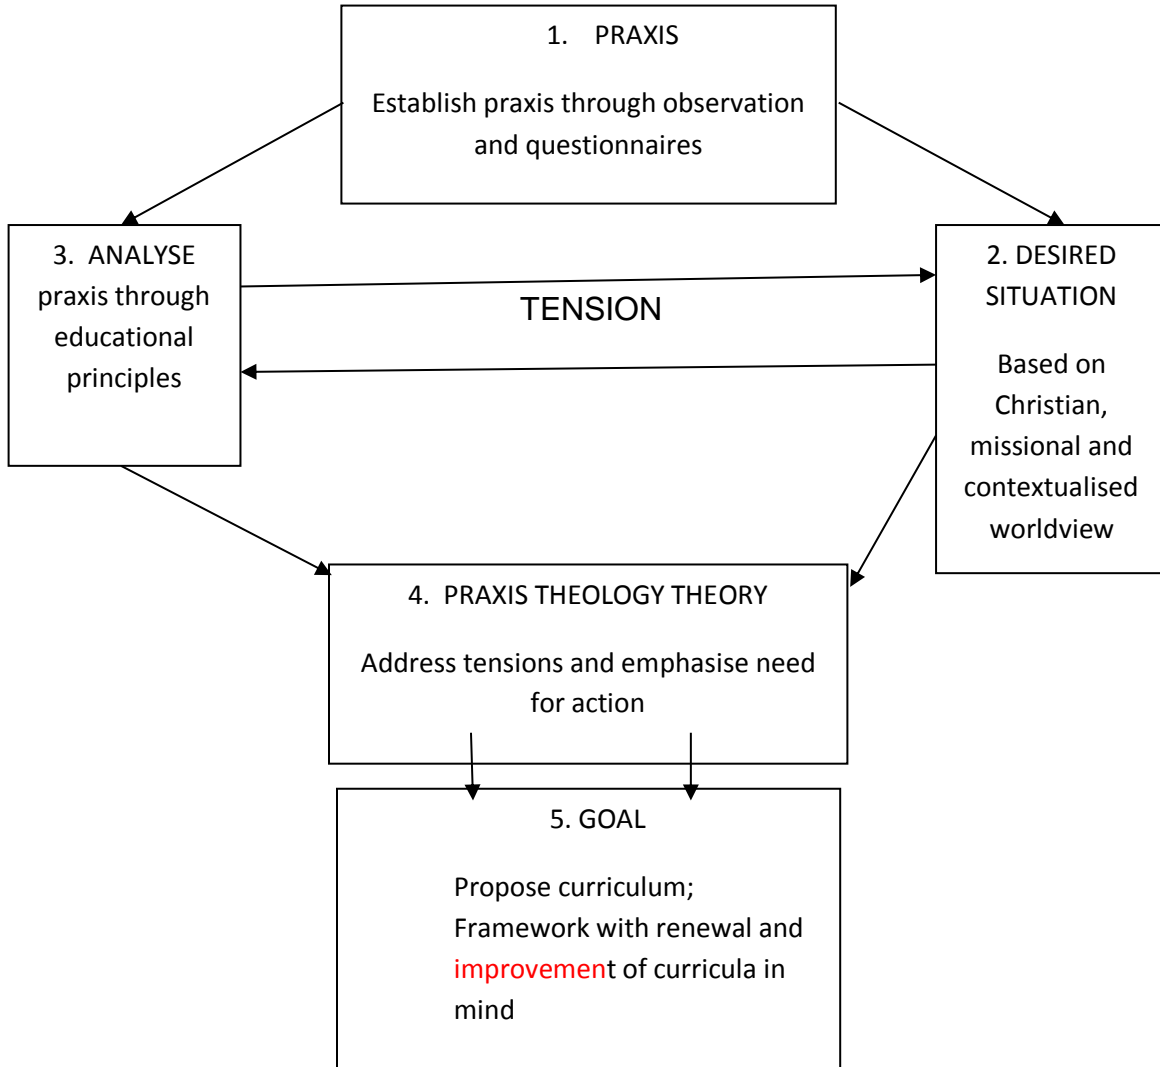 1. PRAXIS
Establish praxis through observation
and questionnaires
3. ANALYSE
praxis through
educational
principles
TENSION
2. DESIRED
SITUATION
Based on
Christian,
missional and
contextualised
worldview
4. PRAXIS THEOLOGY THEORY
Address tensions and emphasise need
for action
5. GOAL
Propose curriculum;
Framework with renewal and
improvement of curricula in
mind